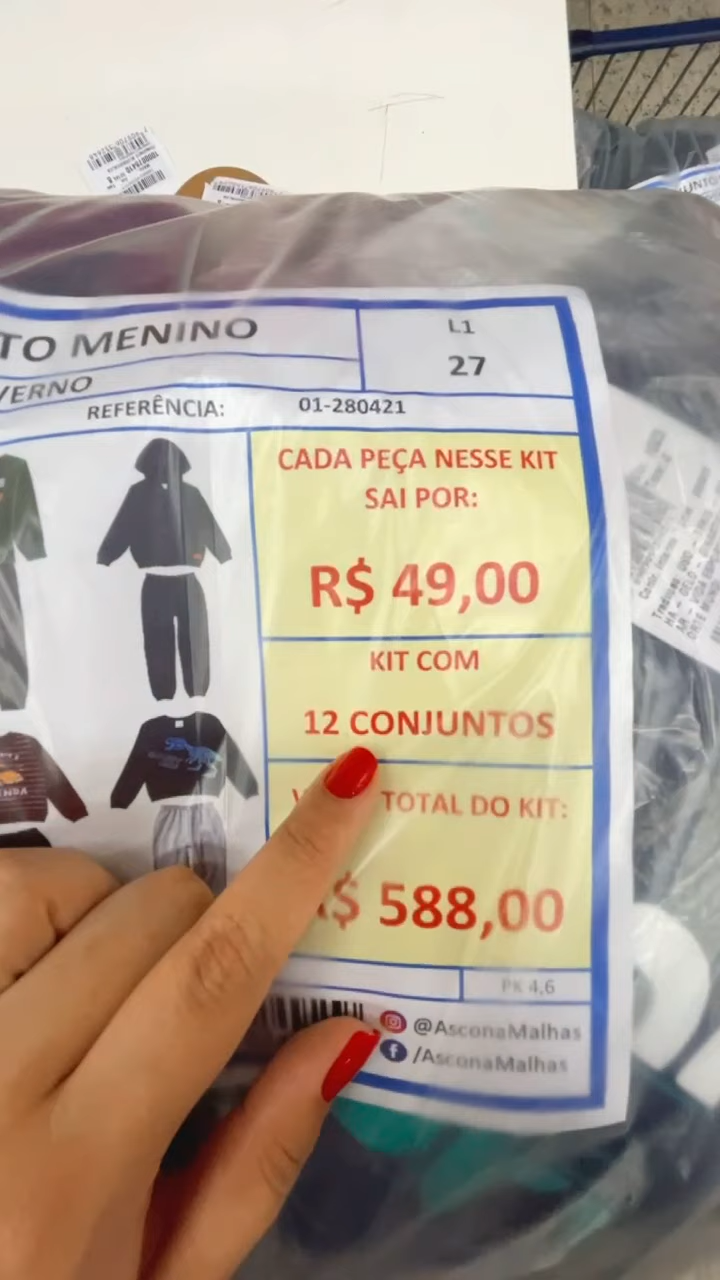 TO MENINO
L1
27
VERNO
REFERÊNCIA:
01-280421
CADA PEÇA NESSE KIT
SAI POR:
R$ 49,00
KIT COM
12 CONJUNTOS
TOTAL DO KIT:
R$ 588,00
PK 4,6
@AsconaMalhas
/AsconaMalhas